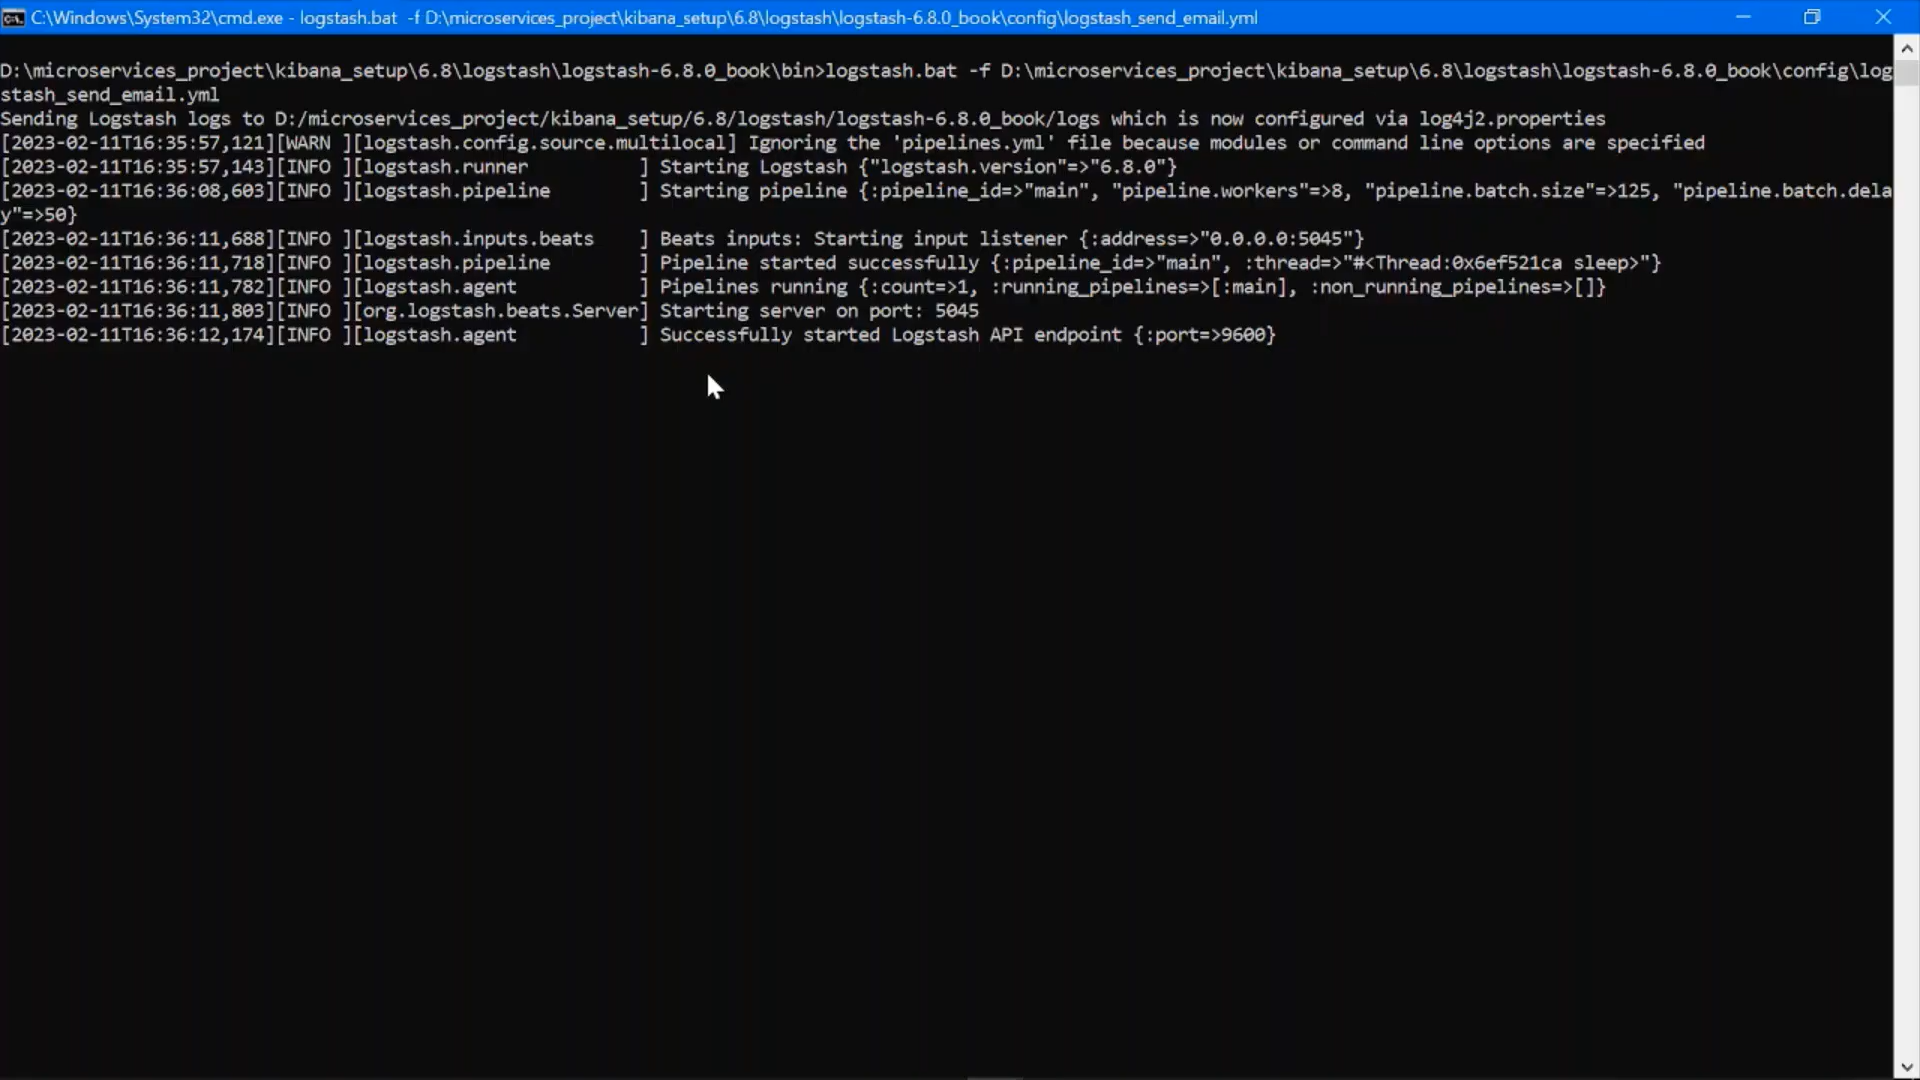 C:\Windows\System32\cmd.exe - logstash.bat  -f D:\microservices_project\kibana_setup\6.8\logstash\logstash-6.8.0_book\config\logstash_send_email.yml
D:\microservices_project\kibana_setup\6.8\logstash\logstash-6.8.0_book\bin>logstash.bat -f D:\microservices_project\kibana_setup\6.8\logstash\logstash-6.8.0_book\config\log
stash_send_email.yml
Sending Logstash logs to D:/microservices_project/kibana_setup/6.8/logstash/logstash-6.8.0_book/logs which is now configured via log4j2.properties
[2023-02-11T16:35:57,121][WARN ][logstash.config.source.multilocal] Ignoring the 'pipelines.yml' file because modules or command line options are specified
[2023-02-11T16:35:57,143][INFO ][logstash.runner          ] Starting Logstash {"logstash.version"=>"6.8.0"}
[2023-02-11T16:36:08,603][INFO ][logstash.pipeline        ] Starting pipeline {:pipeline_id=>"main", "pipeline.workers"=>8, "pipeline.batch.size"=>125, "pipeline.batch.dela
y"=>50}
[2023-02-11T16:36:11,688][INFO ][logstash.inputs.beats    ] Beats inputs: Starting input listener {:address=>"0.0.0.0:5045"}
[2023-02-11T16:36:11,718][INFO ][logstash.pipeline        ] Pipeline started successfully {:pipeline_id=>"main", :thread=>"#<Thread:0x6ef521ca sleep>"}
[2023-02-11T16:36:11,782][INFO ][logstash.agent           ] Pipelines running {:count=>1, :running_pipelines=>[:main], :non_running_pipelines=>[]}
[2023-02-11T16:36:11,803][INFO ][org.logstash.beats.Server] Starting server on port: 5045
[2023-02-11T16:36:12,174][INFO ][logstash.agent           ] Successfully started Logstash API endpoint {:port=>9600}